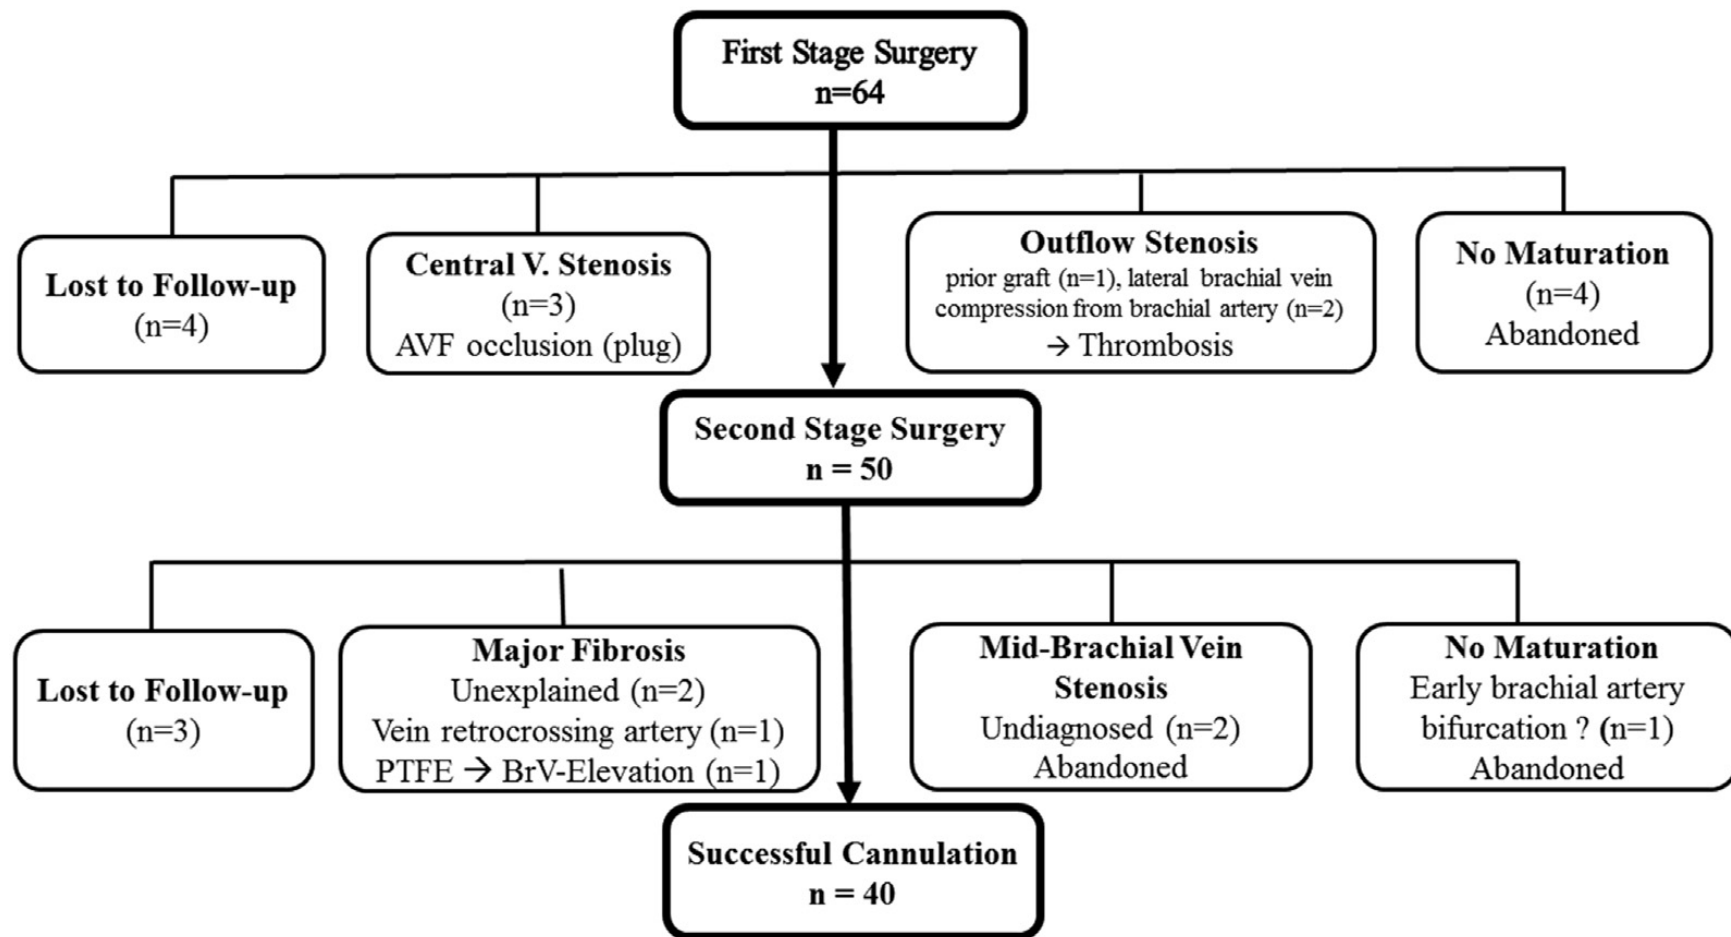 First Stage Surgery
n=64
Lost to Follow-up
(n=4)
Central V. Stenosis
(n=3)
AVF occlusion (plug)
Outflow Stenosis
prior graft (n=1), lateral brachial vein
compression from brachial artery (n=2)
→ Thrombosis
No Maturation
(n=4)
Abandoned
Second Stage Surgery
n = 50
Lost to Follow-up
(n=3)
Major Fibrosis
Unexplained (n=2)
Vein retrocrossing artery (n=1)
PTFE → BrV-Elevation (n=1)
Mid-Brachial Vein
Stenosis
Undiagnosed (n=2)
Abandoned
No Maturation
Early brachial artery
bifurcation ? (n=1)
Abandoned
Successful Cannulation
n = 40